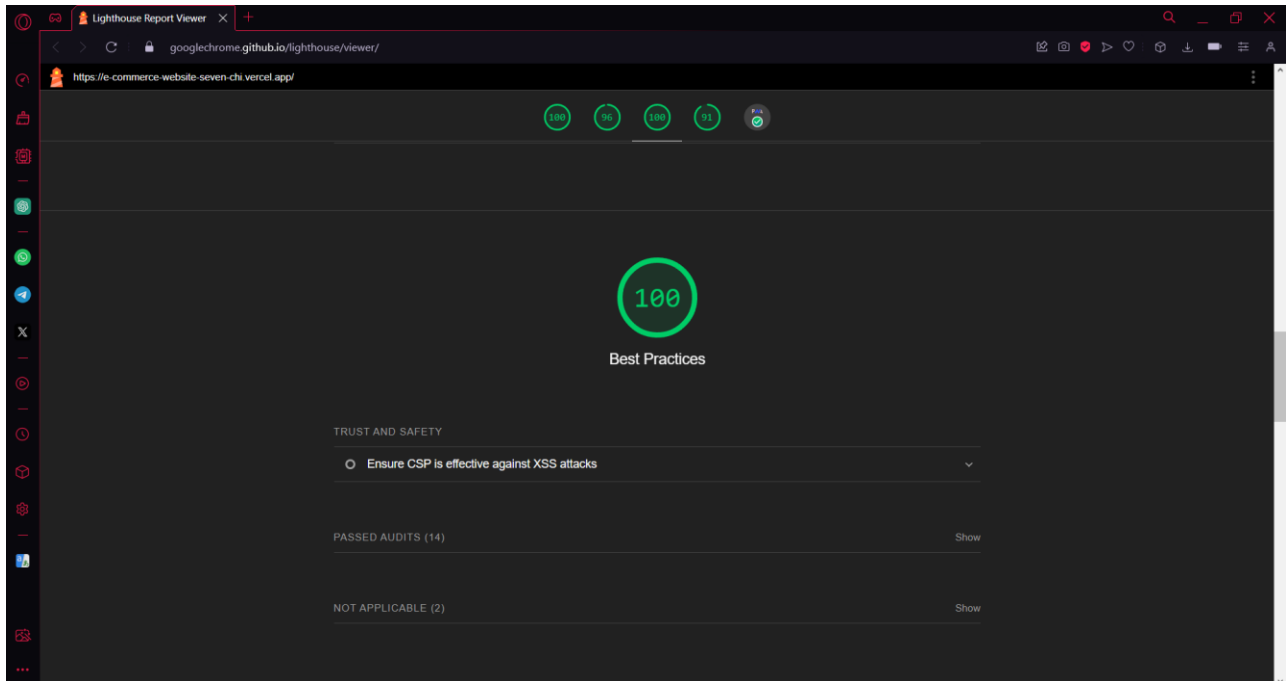 Lighthouse Report Viewer
googlechrome.github.io/lighthouse/viewer/
https://e-commerce-website-seven-chi.vercel.app/
100 96 100 91
100
Best Practices
TRUST AND SAFETY
Ensure CSP is effective against XSS attacks
PASSED AUDITS (14) Show
NOT APPLICABLE (2) Show